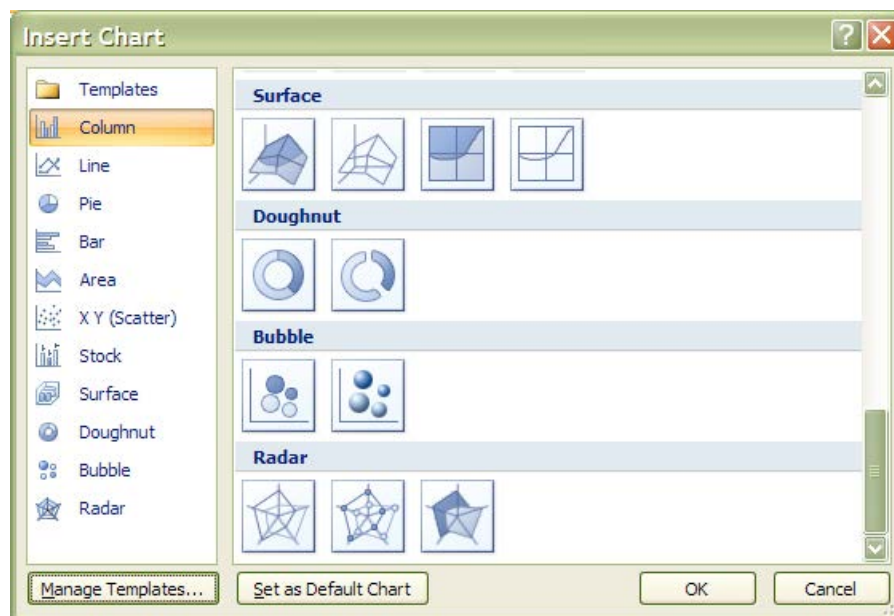 Insert Chart
Templates
Column
Line
Pie
Bar
Area
X Y (Scatter)
Stock
Surface
Doughnut
Bubble
Radar
Surface
Doughnut
Bubble
Radar
Manage Templates...
Set as Default Chart
OK
Cancel